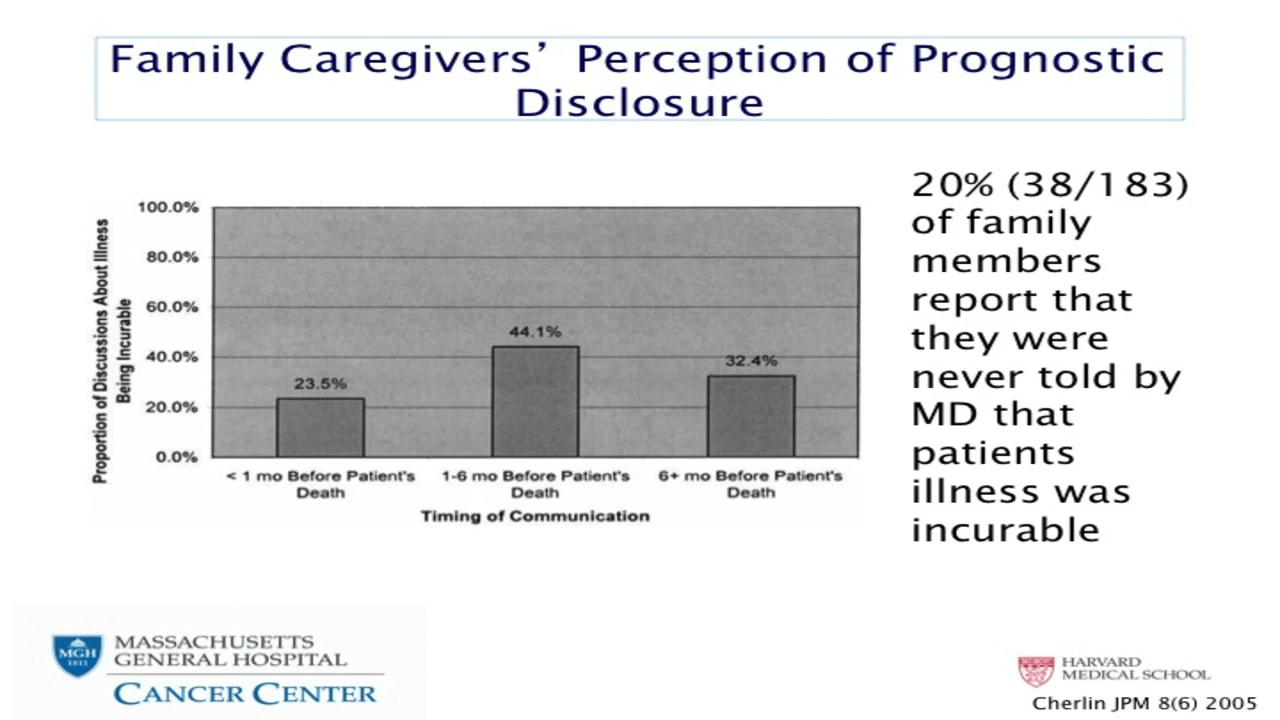 Family Caregivers’ Perception of Prognostic
Disclosure
Proportion of Discussions About Illness
Being Incurable
100.0%
80.0%
60.0%
40.0%
20.0%
0.0%
23.5%
44.1%
32.4%
< 1 mo Before Patient's
Death
1-6 mo Before Patient's
Death
6+ mo Before Patient's
Death
Timing of Communication
20% (38/183)
of family
members
report that
they were
never told by
MD that
patients
illness was
incurable
MGH
1811
MASSACHUSETTS
GENERAL HOSPITAL
CANCER CENTER
HARVARD
MEDICAL SCHOOL
Cherlin JPM 8(6) 2005